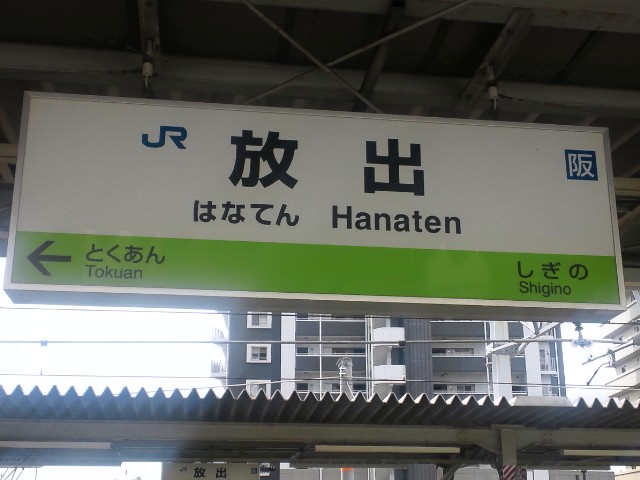 JR 放出 阪
はなてん Hanaten
← とくあん しぎの
Tokuan Shigino
放出